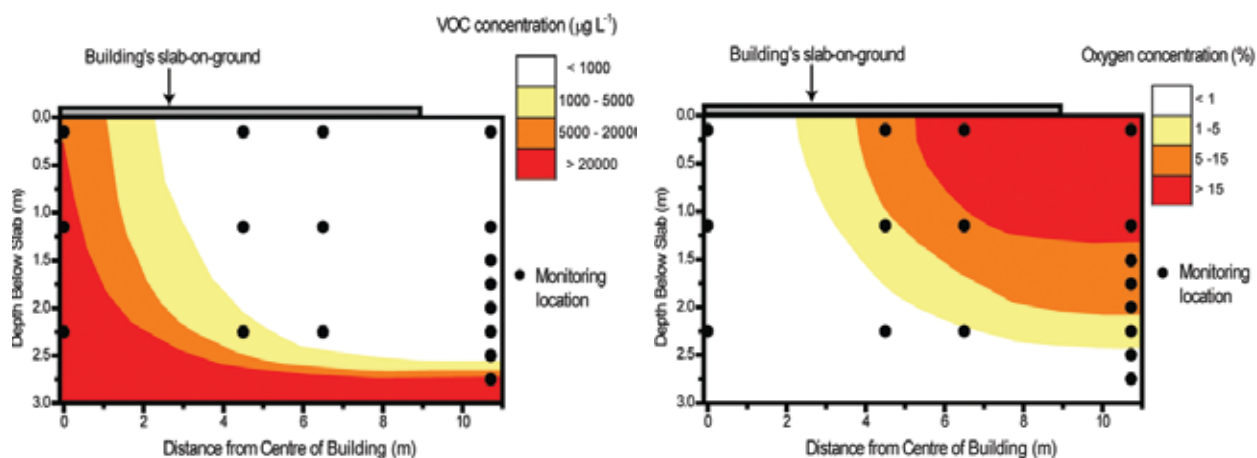 VOC concentration (µg L⁻¹)
Building's slab-on-ground
< 1000
1000 - 5000
5000 - 2000
> 20000
0.0
0.5
1.0
1.5
2.0
2.5
3.0
Depth Below Slab (m)
Monitoring
location
0
2
4
6
8
10
Distance from Centre of Building (m)
Oxygen concentration (%)
Building's slab-on-ground
< 1
1 -5
5 -15
> 15
0.0
0.5
1.0
1.5
2.0
2.5
3.0
Depth Below Slab (m)
Monitoring
location
0
2
4
6
8
10
Distance from Centre of Building (m)